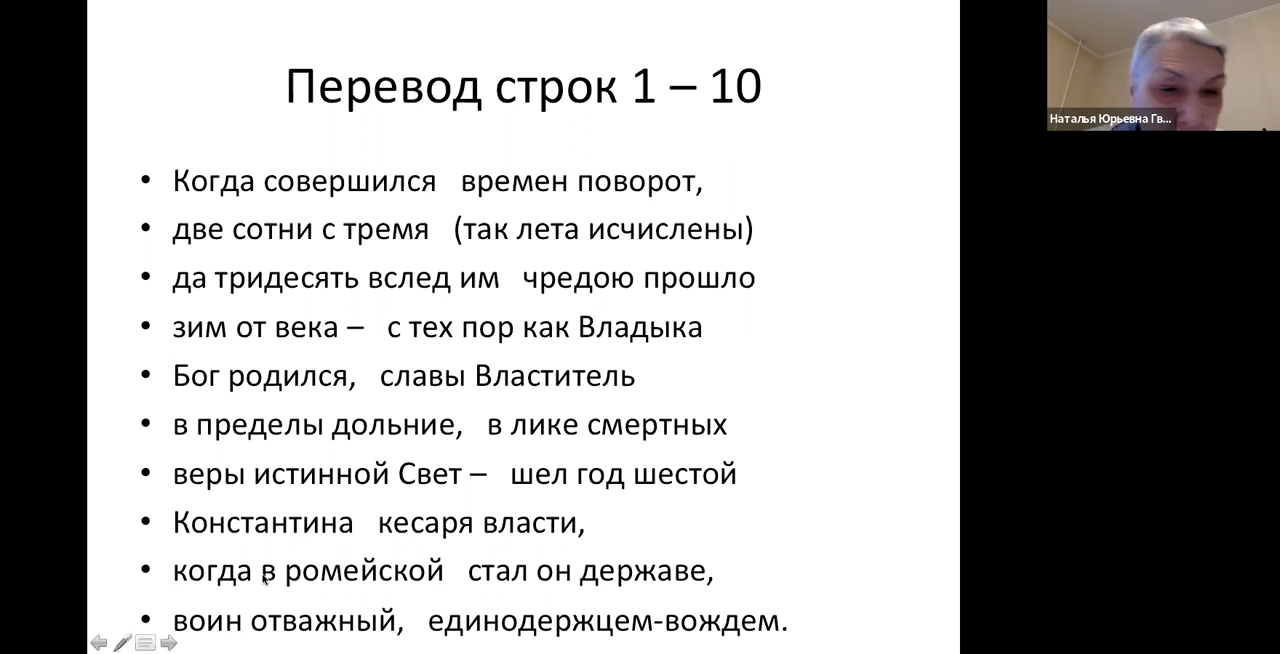 Перевод строк 1 – 10
Наталья Юрьевна Гв...
• Когда совершился времен поворот,
• две сотни с тремя (так лета исчислены)
• да тридесять вслед им чредою прошло
• зим от века – с тех пор как Владыка
• Бог родился, славы Властитель
• в пределы дольние, в лике смертных
• веры истинной Свет – шел год шестой
• Константина кесаря власти,
• когда в ромейской стал он державе,
• воин отважный, единодержцем-вождем.